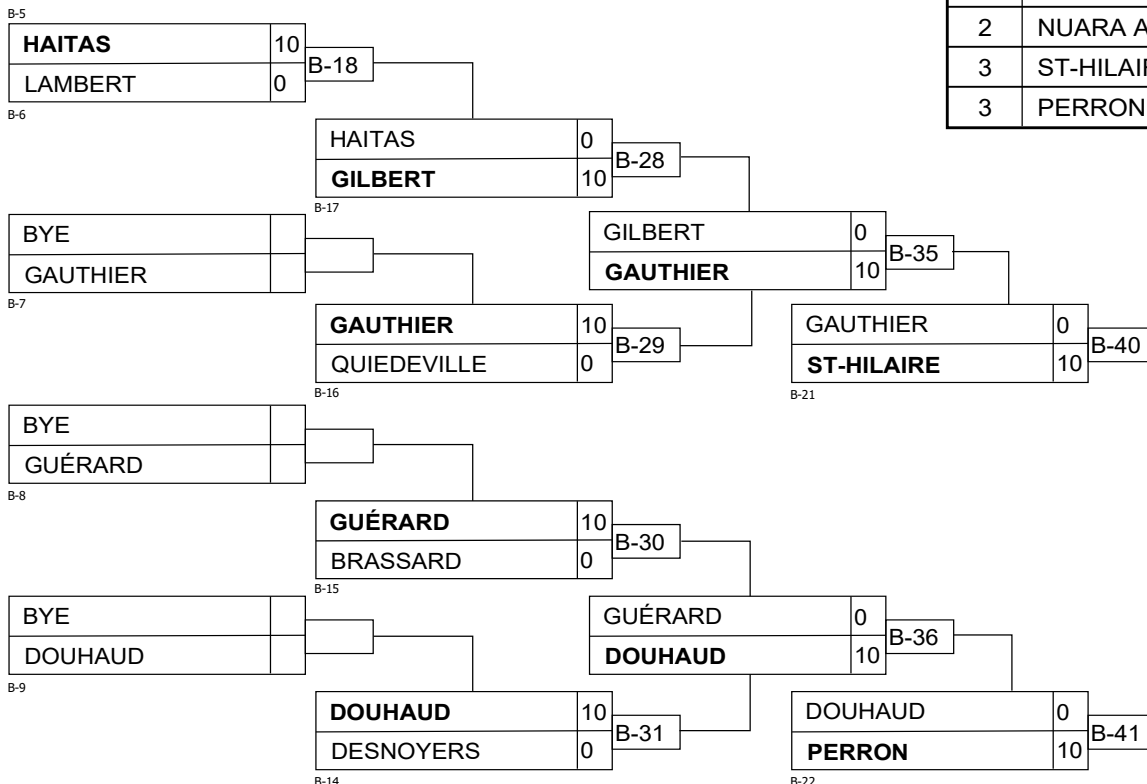 B-5
HAITAS 10
B-18
LAMBERT 0
B-6
HAITAS 0
B-28
GILBERT 10
B-17
BYE
GAUTHIER
B-7
GILBERT 0
B-35
GAUTHIER 10
GAUTHIER 10
B-29
QUIEDEVILLE 0
B-16
GAUTHIER 0
B-40
ST-HILAIRE 10
B-21
BYE
GUÉRARD
B-8
GUÉRARD 10
B-30
BRASSARD 0
B-15
BYE
DOUHAUD
B-9
GUÉRARD 0
B-36
DOUHAUD 10
DOUHAUD 10
B-31
DESNOYERS 0
B-14
DOUHAUD 0
B-41
PERRON 10
B-22
2 NUARA A
3
3 PERRON